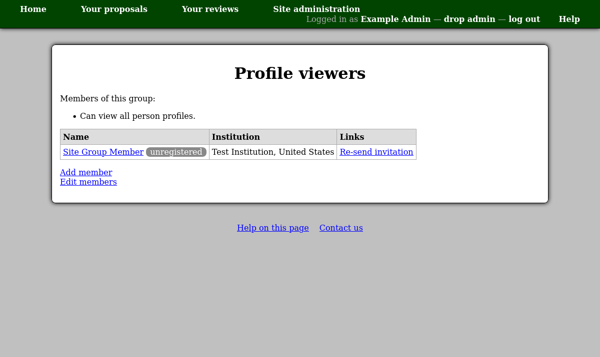 Home Your proposals Your reviews Site administration
Logged in as Example Admin — drop admin — log out Help
Profile viewers
Members of this group:
• Can view all person profiles.
Name Institution Links
Site Group Member unregistered Test Institution, United States Re-send invitation
Add member
Edit members
Help on this page Contact us